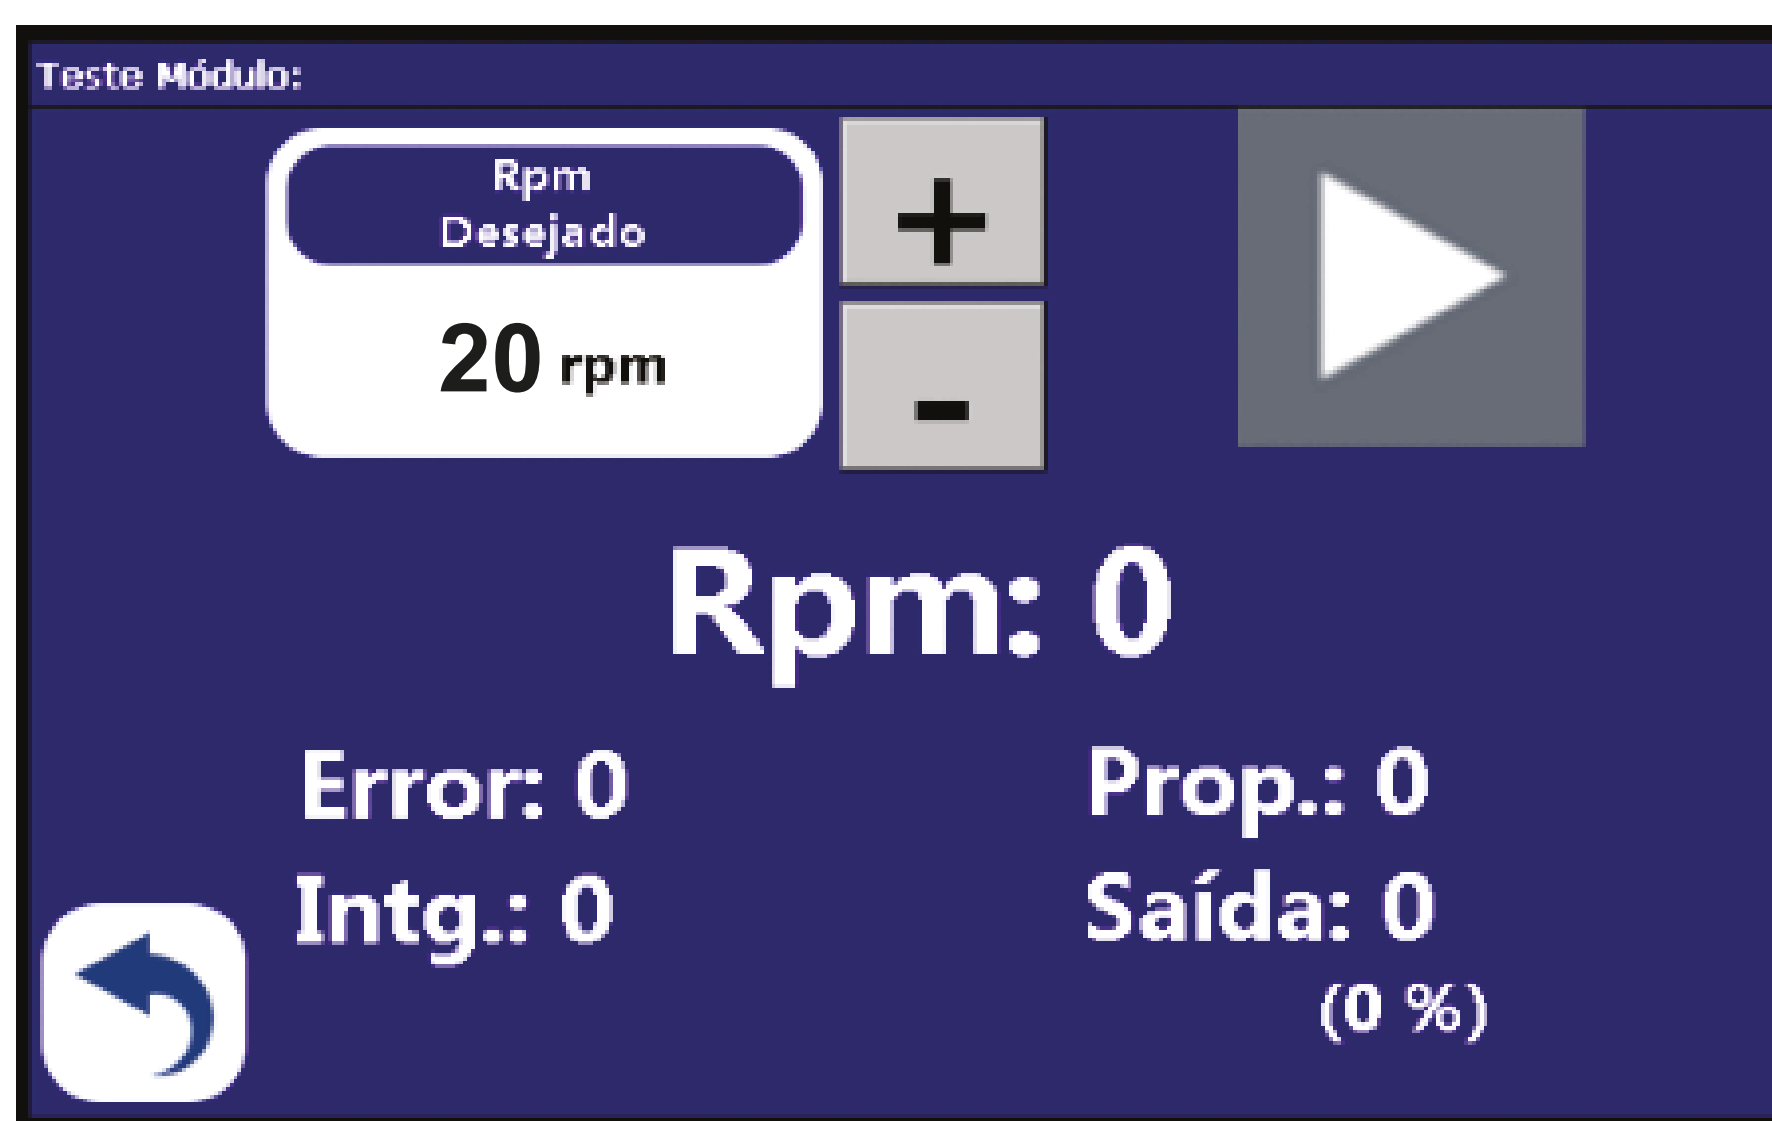 Teste Módulo:
Rpm
Desejado
20 rpm
+
-
Rpm: 0
Error: 0
Prop.: 0
Intg.: 0
Saída: 0
(0 %)